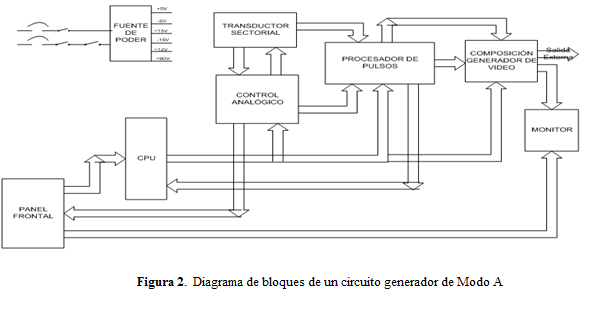 FUENTE
DE
PODER
+5V
-5V
+15V
-15V
+12V
+60V
TRANSDUCTOR
SECTORIAL
PROCESADOR DE
PULSOS
COMPOSICIÓN
GENERADOR DE
VIDEO
Salida
Externa
CONTROL
ANALÓGICO
MONITOR
CPU
PANEL
FRONTAL
Figura 2. Diagrama de bloques de un circuito generador de Modo A